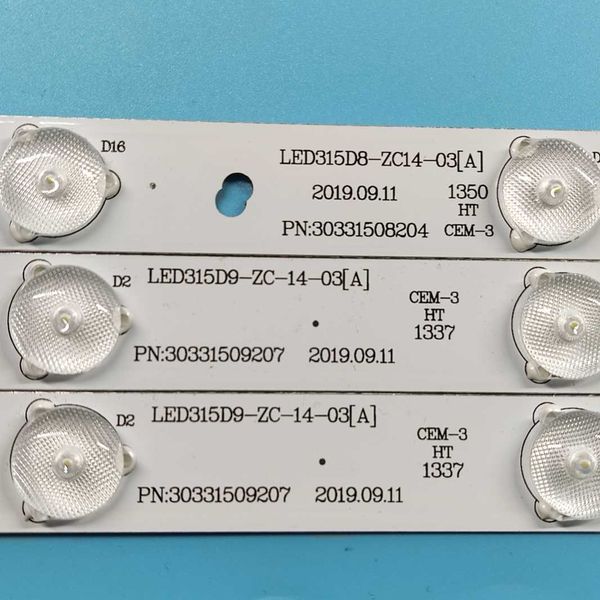 D16
LED315D8-ZC14-03[A]
2019.09.11 1350
HT
PN:30331508204 CEM-3
D2 LED315D9-ZC-14-03[A]
CEM-3
HT
1337
PN:30331509207 2019.09.11
D2 LED315D9-ZC-14-03[A]
CEM-3
HT
1337
PN:30331509207 2019.09.11